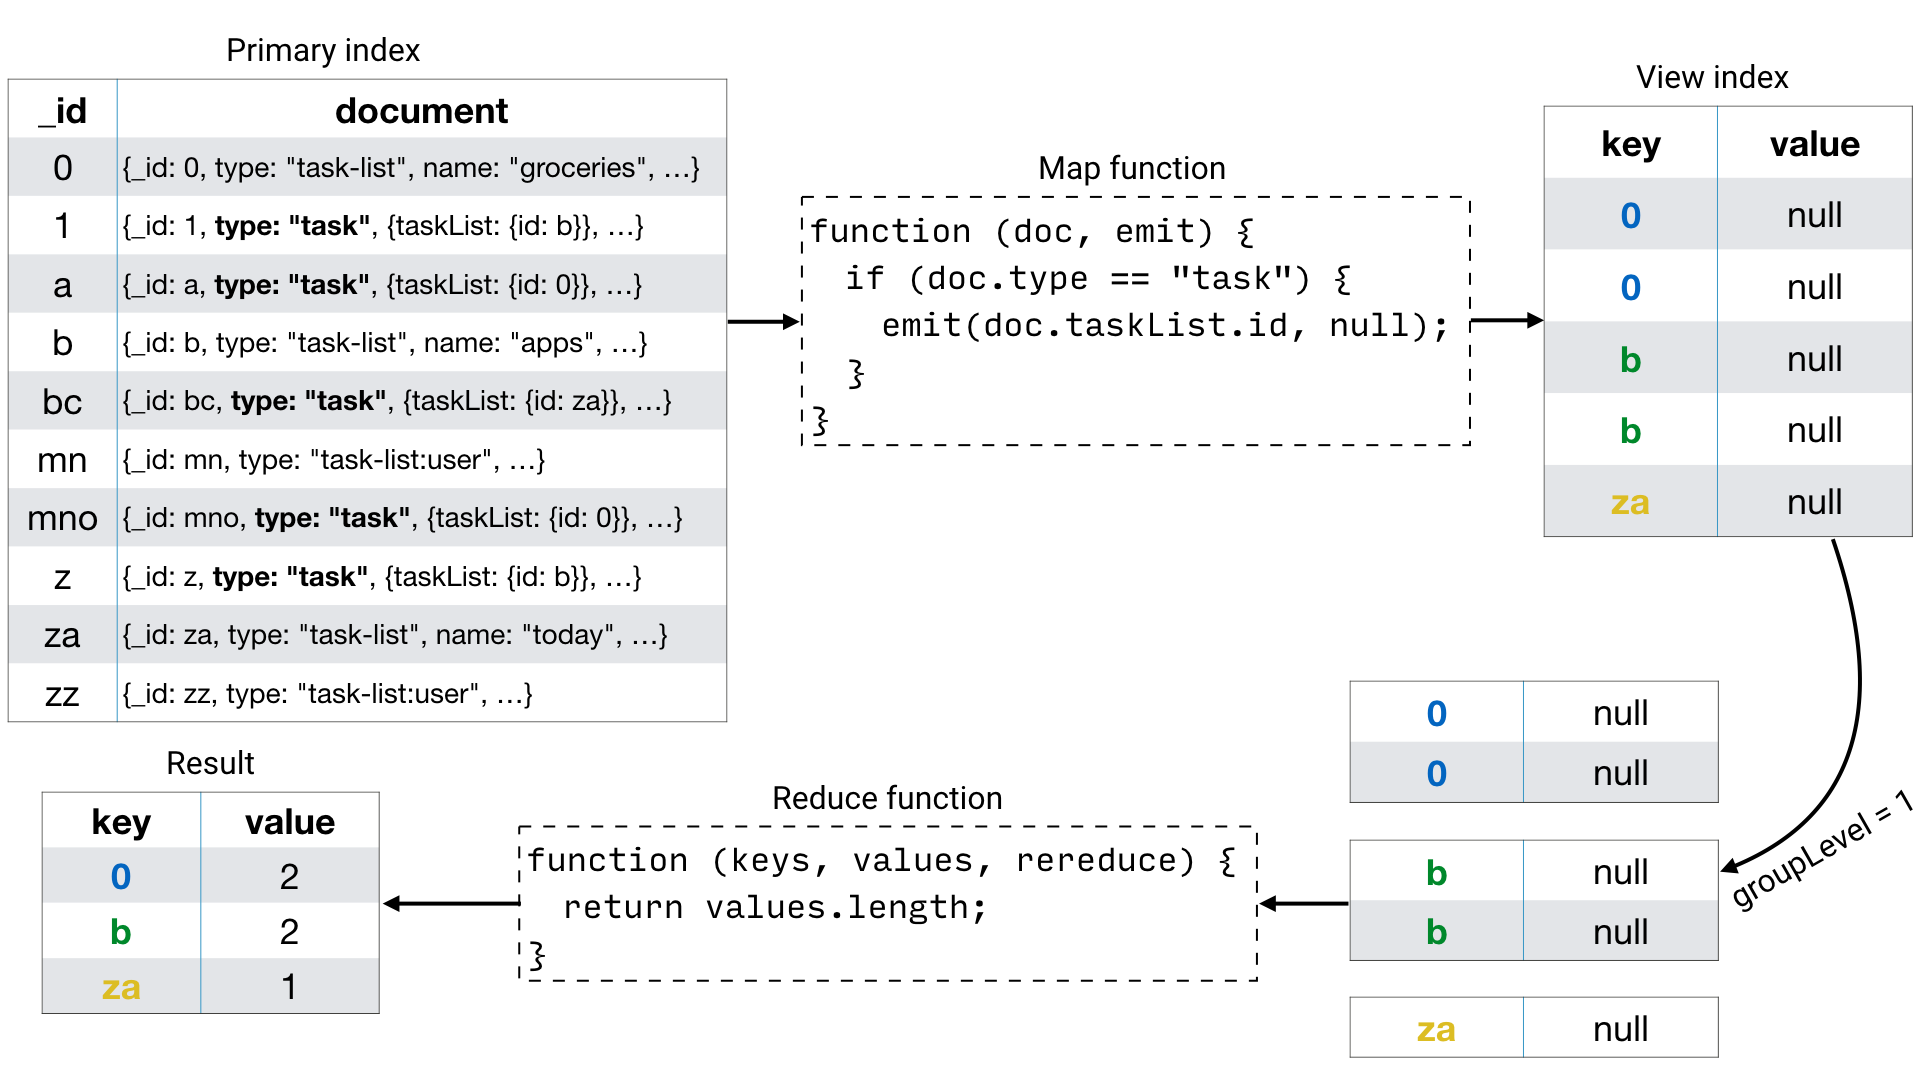 Primary index
_id document
0 {_id: 0, type: "task-list", name: "groceries", …}
1 {_id: 1, type: "task", {taskList: {id: b}}, …}
a {_id: a, type: "task", {taskList: {id: 0}}, …}
b {_id: b, type: "task-list", name: "apps", …}
bc {_id: bc, type: "task", {taskList: {id: za}}, …}
mn {_id: mn, type: "task-list:user", …}
mno {_id: mno, type: "task", {taskList: {id: 0}}, …}
z {_id: z, type: "task", {taskList: {id: b}}, …}
za {_id: za, type: "task-list", name: "today", …}
zz {_id: zz, type: "task-list:user", …}
Map function
function (doc, emit) {
if (doc.type == "task") {
emit(doc.taskList.id, null);
}
}
View index
key value
0 null
0 null
b null
b null
za null
groupLevel = 1
0 null
0 null
b null
b null
za null
Reduce function
function (keys, values, rereduce) {
return values.length;
}
Result
key value
0 2
b 2
za 1